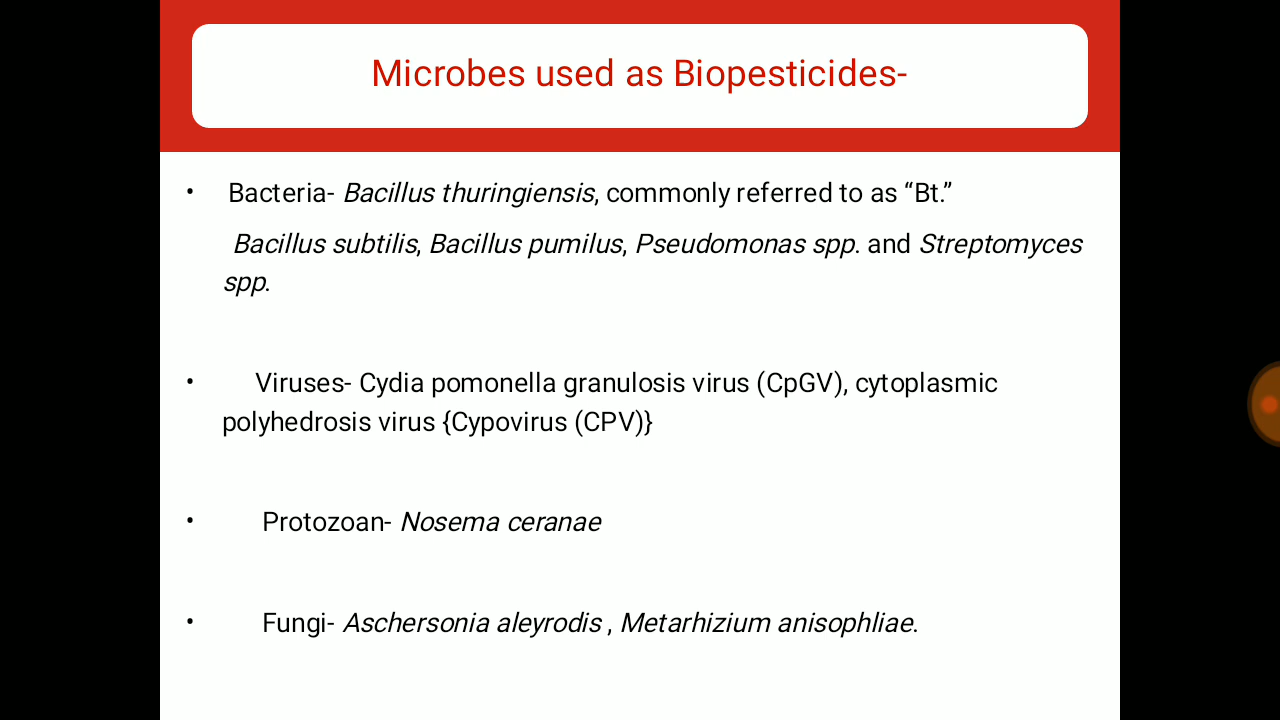 Microbes used as Biopesticides-
• Bacteria- Bacillus thuringiensis, commonly referred to as “Bt.”
Bacillus subtilis, Bacillus pumilus, Pseudomonas spp. and Streptomyces
spp.
• Viruses- Cydia pomonella granulosis virus (CpGV), cytoplasmic
polyhedrosis virus {Cypovirus (CPV)}
• Protozoan- Nosema ceranae
• Fungi- Aschersonia aleyrodis , Metarhizium anisophliae.